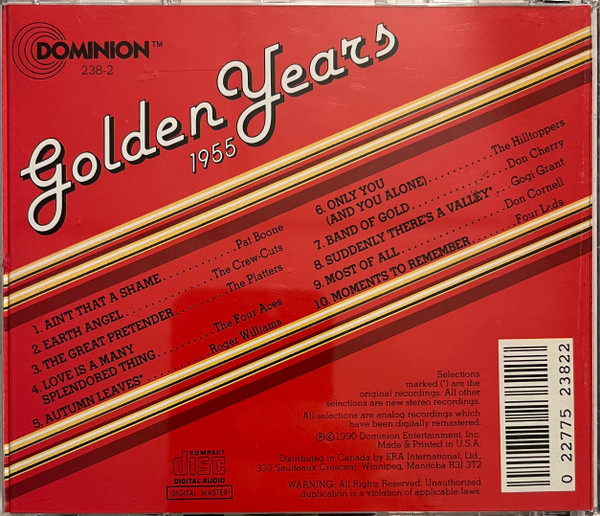 DOMINION™
238-2
Golden Years
1955
1. AIN'T THAT A SHAME . . . . . . . . . . . Pat Boone
2. EARTH ANGEL . . . . . . . . . . . . The Crew-Cuts
3. THE GREAT PRETENDER . . . . . . . The Platters
4. LOVE IS A MANY
SPLENDORED THING . . . . . . . The Four Aces
5. AUTUMN LEAVES* . . . . . . . . . Roger Williams
6. ONLY YOU
(AND YOU ALONE) . . . . . . . . The Hilltoppers
7. BAND OF GOLD . . . . . . . . . . . . Don Cherry
8. SUDDENLY THERE'S A VALLEY* . . Gogi Grant
9. MOST OF ALL . . . . . . . . . . . . Don Cornell
10. MOMENTS TO REMEMBER . . . . . . Four Lads
Selections
marked (*) are the
original recordings. All other
selections are new stereo recordings.
All selections are analog recordings which
have been digitally remastered.
℗ © 1990 Dominion Entertainment, Inc.
Made & Printed in U.S.A.
Distributed in Canada by ERA International, Ltd.,
330 Saulteaux Crescent, Winnipeg, Manitoba R3J 3T2
WARNING: All Rights Reserved. Unauthorized
duplication is a violation of applicable laws.
COMPACT
disc
DIGITAL AUDIO
DIGITAL MASTER
0 22775 23822